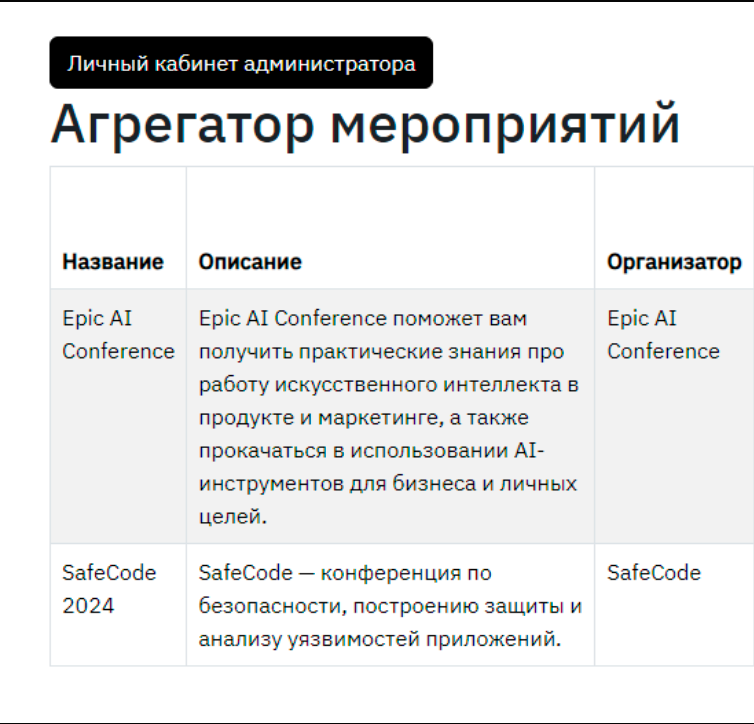 Личный кабинет администратора
Агрегатор мероприятий
Название Описание Организатор
Epic AI
Conference
Epic AI Conference поможет вам
получить практические знания про
работу искусственного интеллекта в
продукте и маркетинге, а также
прокачаться в использовании AI-
инструментов для бизнеса и личных
целей.
Epic AI
Conference
SafeCode
2024
SafeCode — конференция по
безопасности, построению защиты и
анализу уязвимостей приложений.
SafeCode